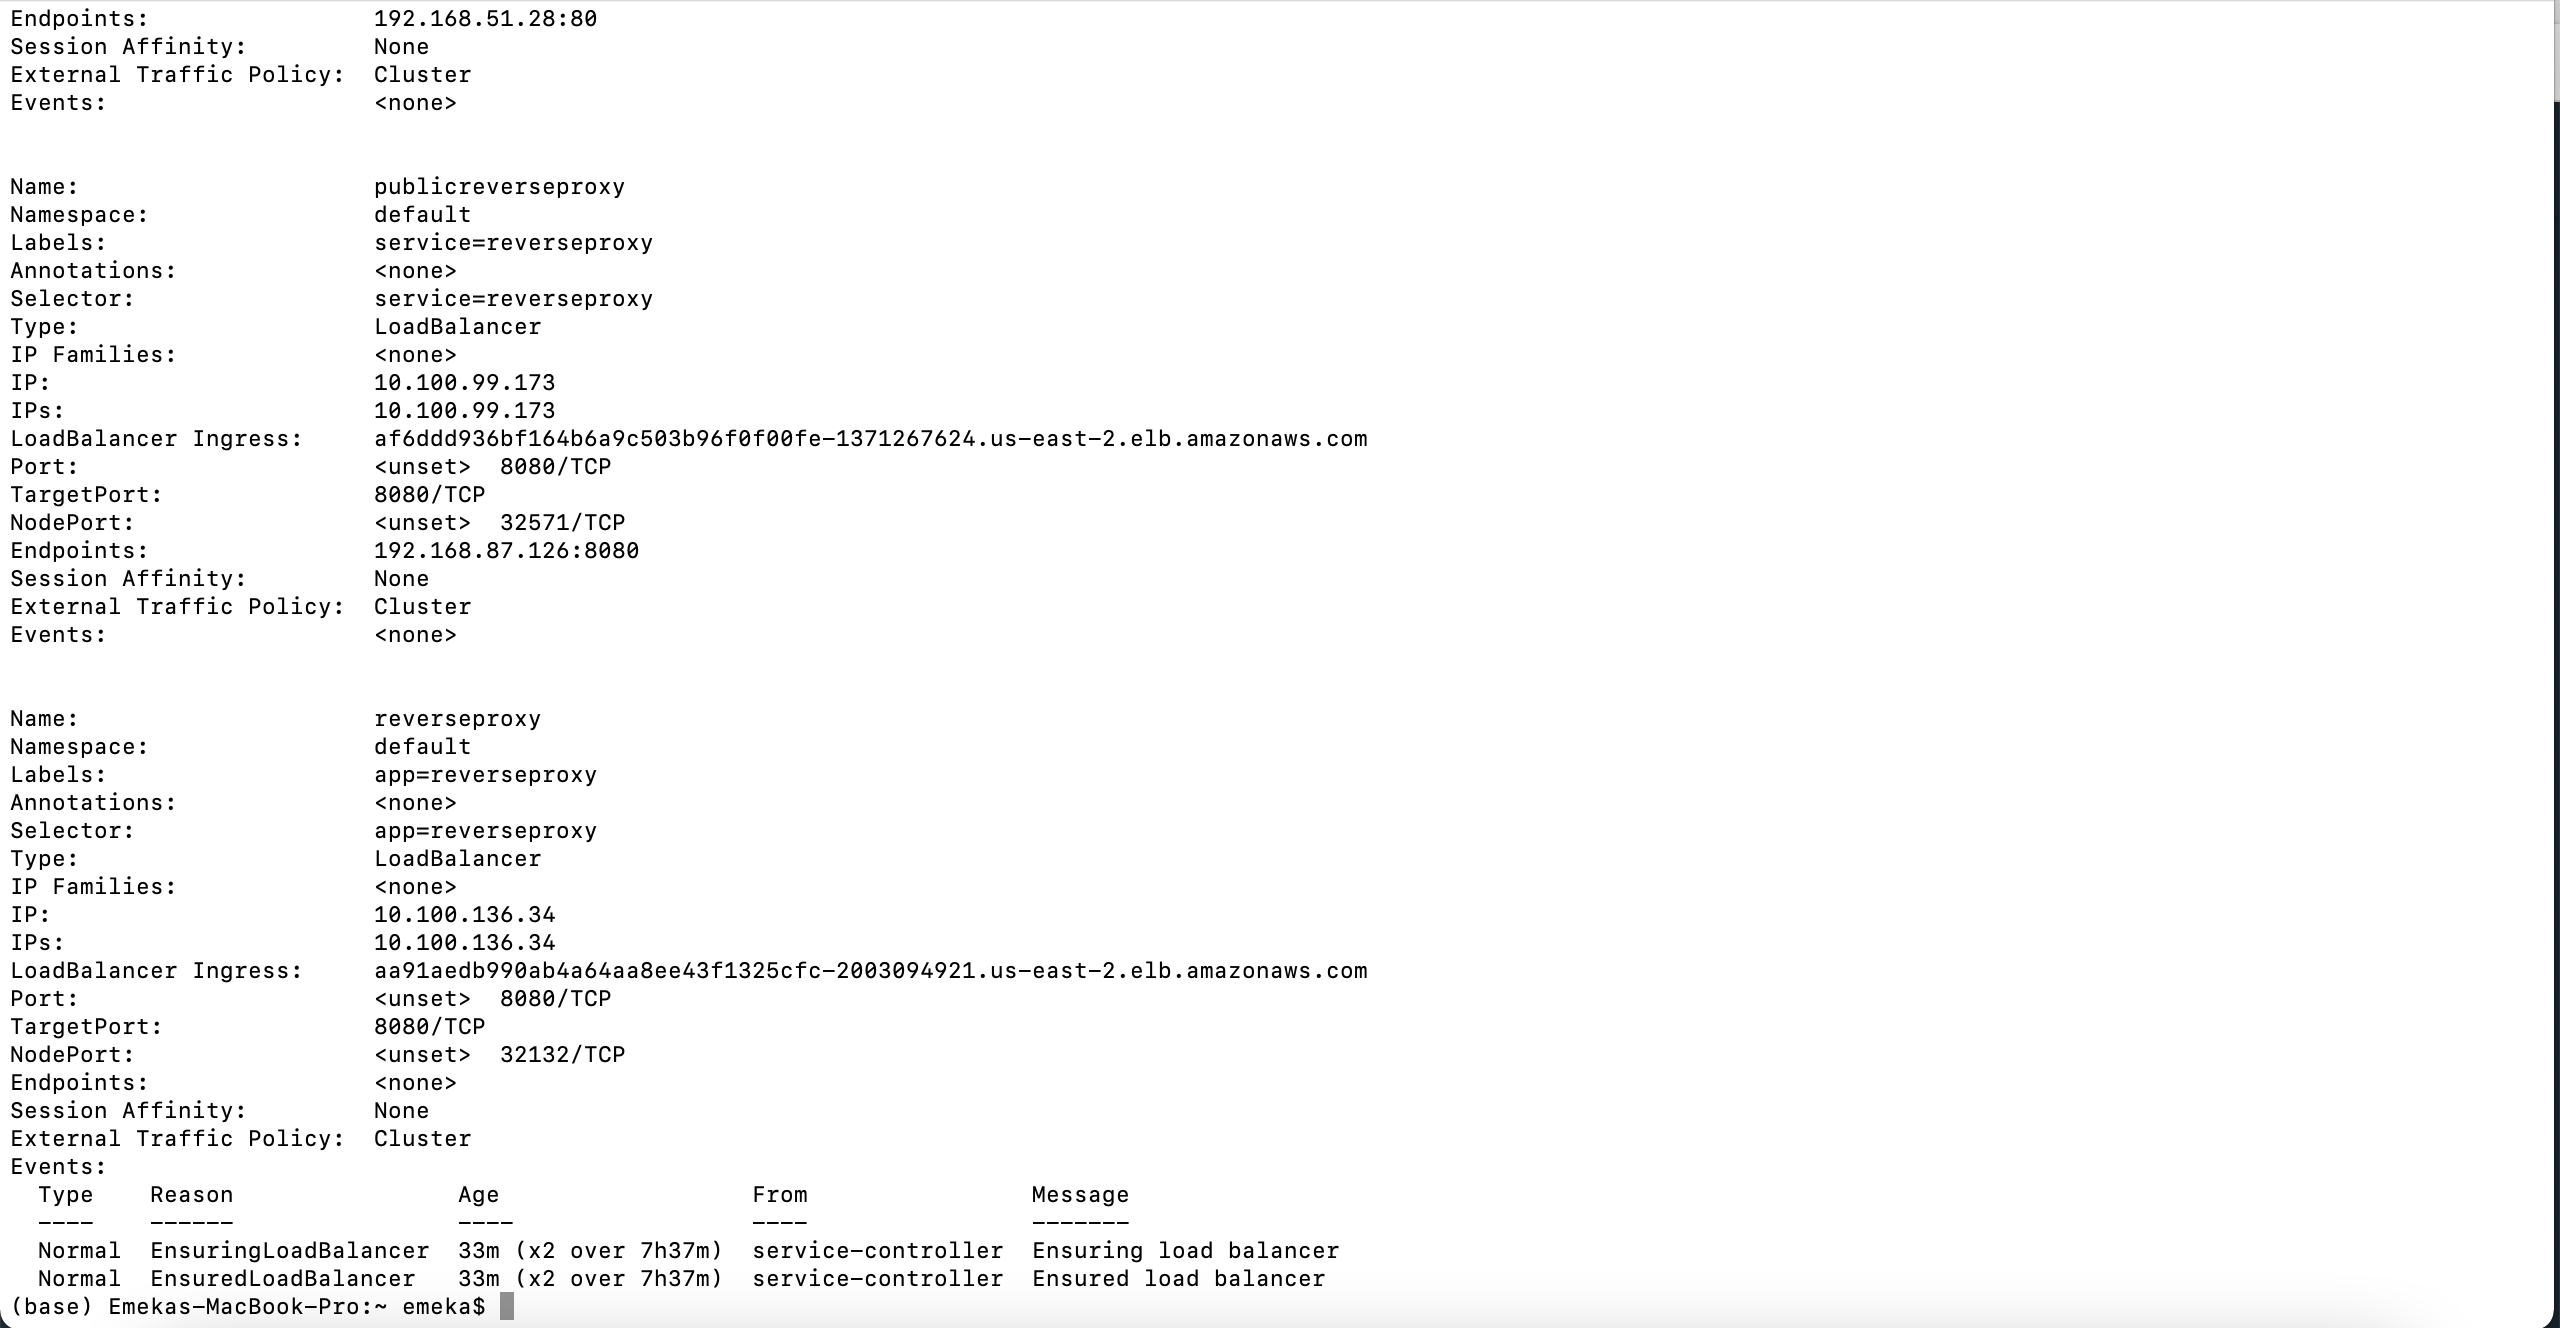 Endpoints:                192.168.51.28:80
Session Affinity:         None
External Traffic Policy:  Cluster
Events:                   <none>
Name:                     publicreverseproxy
Namespace:                default
Labels:                   service=reverseproxy
Annotations:              <none>
Selector:                 service=reverseproxy
Type:                     LoadBalancer
IP Families:              <none>
IP:                       10.100.99.173
IPs:                      10.100.99.173
LoadBalancer Ingress:     af6ddd936bf164b6a9c503b96f0f00fe-1371267624.us-east-2.elb.amazonaws.com
Port:                     <unset>  8080/TCP
TargetPort:               8080/TCP
NodePort:                 <unset>  32571/TCP
Endpoints:                192.168.87.126:8080
Session Affinity:         None
External Traffic Policy:  Cluster
Events:                   <none>
Name:                     reverseproxy
Namespace:                default
Labels:                   app=reverseproxy
Annotations:              <none>
Selector:                 app=reverseproxy
Type:                     LoadBalancer
IP Families:              <none>
IP:                       10.100.136.34
IPs:                      10.100.136.34
LoadBalancer Ingress:     aa91aedb990ab4a64aa8ee43f1325cfc-2003094921.us-east-2.elb.amazonaws.com
Port:                     <unset>  8080/TCP
TargetPort:               8080/TCP
NodePort:                 <unset>  32132/TCP
Endpoints:                <none>
Session Affinity:         None
External Traffic Policy:  Cluster
Events:
  Type    Reason                Age                  From                Message
  ----    ------                ----                 ----                -------
  Normal  EnsuringLoadBalancer  33m (x2 over 7h37m)  service-controller  Ensuring load balancer
  Normal  EnsuredLoadBalancer   33m (x2 over 7h37m)  service-controller  Ensured load balancer
(base) Emekas-MacBook-Pro:~ emeka$